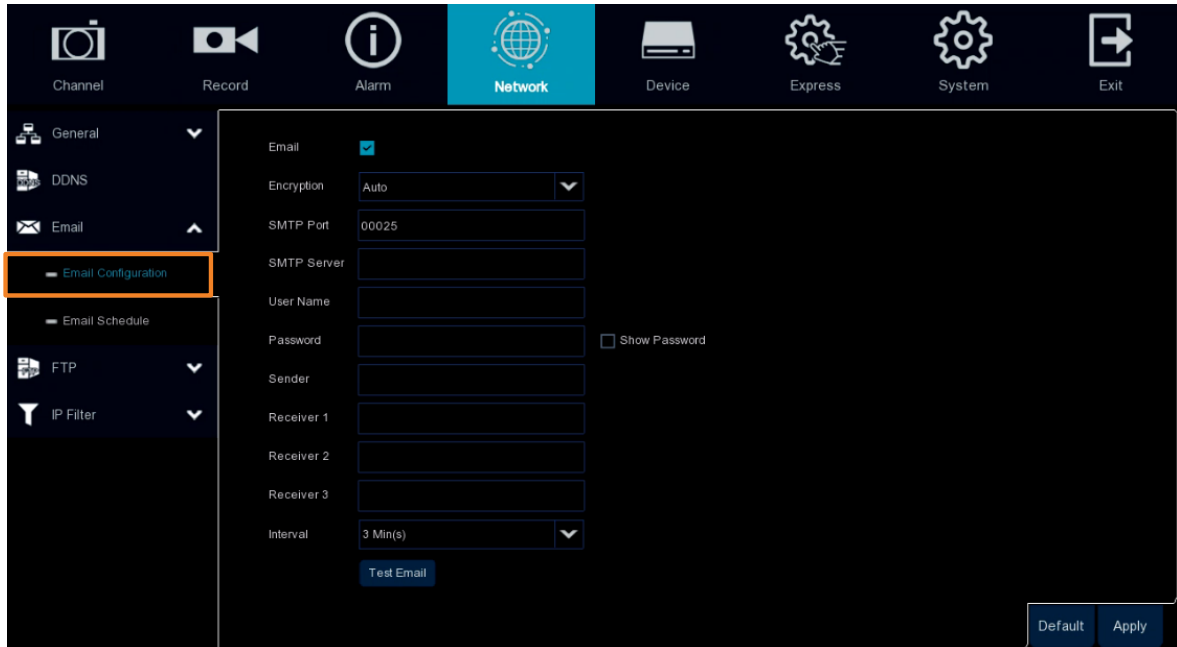 Channel Record Alarm Network Device Express System Exit
General
DDNS
Email
Email Configuration
Email Schedule
FTP
IP Filter
Email
Encryption Auto
SMTP Port 00025
SMTP Server
User Name
Password Show Password
Sender
Receiver 1
Receiver 2
Receiver 3
Interval 3 Min(s)
Test Email
Default Apply